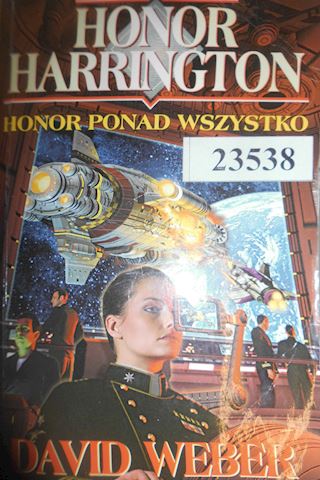 HONOR
HARRINGTON
HONOR PONAD WSZYSTKO
23538
DAVID WEBER